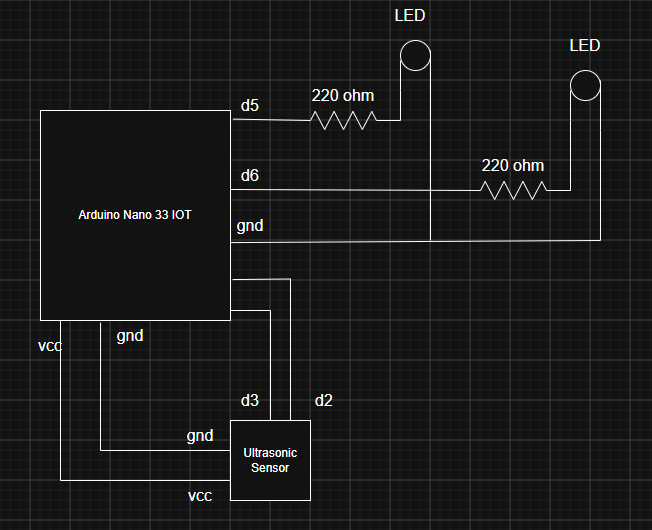 LED
LED
220 ohm
d5
220 ohm
d6
Arduino Nano 33 IOT
gnd
gnd
vcc
d3
d2
gnd
Ultrasonic
Sensor
vcc